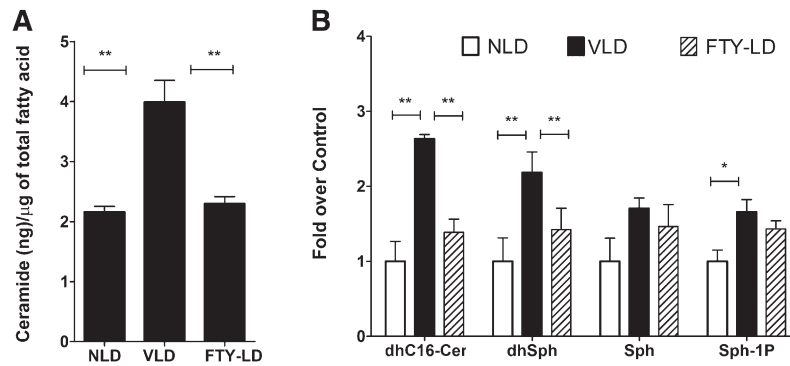 A
Ceramide (ng)/µg of total fatty acid
5
4
3
2
1
0
**
**
NLD VLD FTY-LD
B
NLD VLD FTY-LD
Fold over Control
4
3
2
1
0
** **
** **
*
dhC16-Cer dhSph Sph Sph-1P